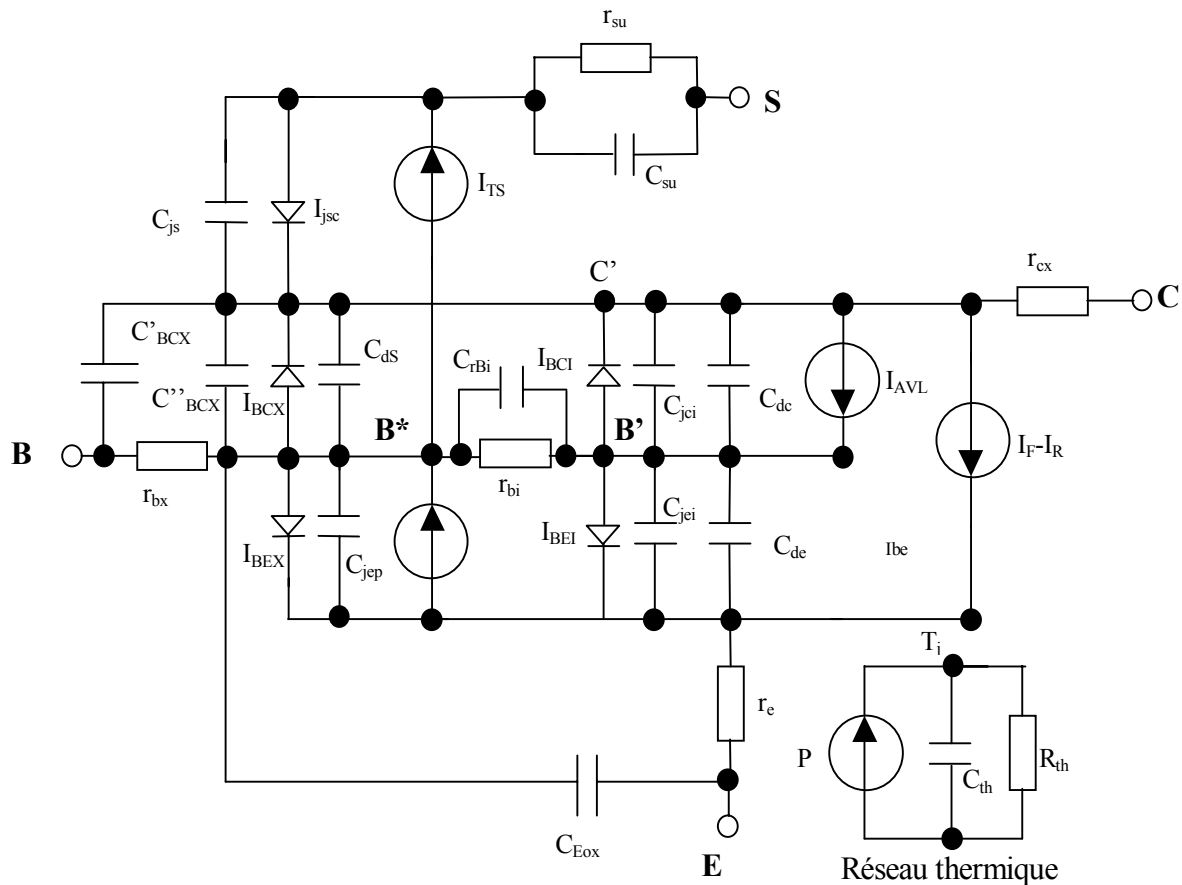 r_su
S
C_su
I_TS
C_js
I_jsc
C’
r_cx
C
C’_BCX
C_dS
C_rBi
I_BCI
I_AVL
C’’_BCX
I_BCX
C_jci
C_dc
B*
B’
B
I_F-I_R
r_bx
r_bi
C_jei
I_BEX
C_jep
I_BEI
C_de
Ibe
T_j
r_e
P
C_th
R_th
C_Eox
E
Réseau thermique